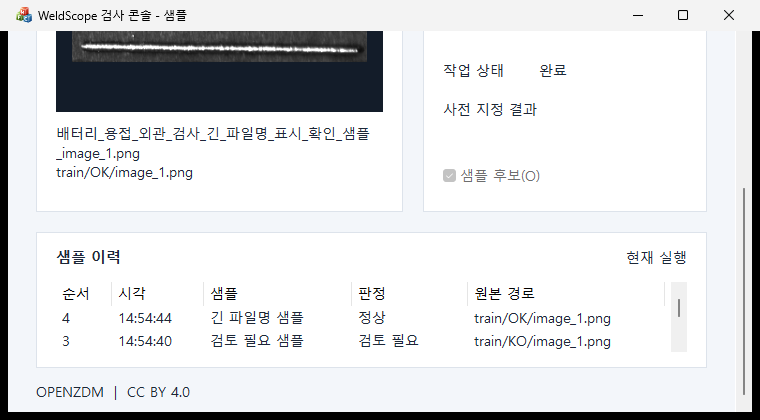 WeldScope 검사 콘솔 - 샘플
배터리_용접_외관_검사_긴_파일명_표시_확인_샘플
_image_1.png
train/OK/image_1.png
작업 상태 완료
사전 지정 결과
샘플 후보(O)
샘플 이력 현재 실행
순서 시각 샘플 판정 원본 경로
4 14:54:44 긴 파일명 샘플 정상 train/OK/image_1.png
3 14:54:40 검토 필요 샘플 검토 필요 train/KO/image_1.png
OPENZDM | CC BY 4.0